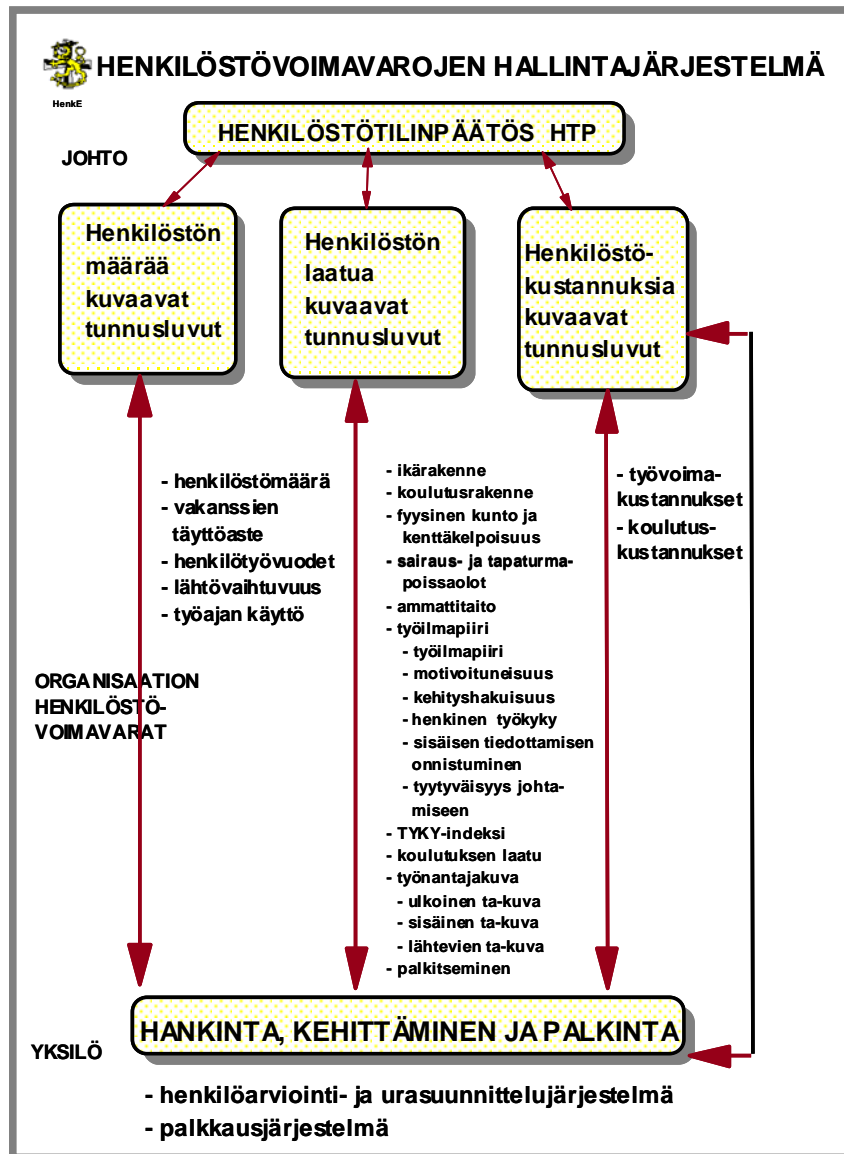 HENKILÖSTÖVOIMAVAROJEN HALLINTAJÄRJESTELMÄ
HenkE
HENKILÖSTÖTILINPÄÄTÖS HTP
JOHTO
Henkilöstön
määrää
kuvaavat
tunnusluvut
Henkilöstön
laatua
kuvaavat
tunnusluvut
Henkilöstö-
kustannuksia
kuvaavat
tunnusluvut
- henkilöstömäärä
- vakanssien
täyttöaste
- henkilötyövuodet
- lähtövaihtuvuus
- työajan käyttö
- ikärakenne
- koulutusrakenne
- fyysinen kunto ja
kenttäkelpoisuus
- sairaus- ja tapaturma-
poissaolot
- ammattitaito
- työilmapiiri
- työilmapiiri
- motivoituneisuus
- kehityshakuisuus
- henkinen työkyky
- sisäisen tiedottamisen
onnistuminen
- tyytyväisyys johta-
miseen
- TYKY-indeksi
- koulutuksen laatu
- työnantajakuva
- ulkoinen ta-kuva
- sisäinen ta-kuva
- lähtevien ta-kuva
- palkitseminen
- työvoima-
kustannukset
- koulutus-
kustannukset
ORGANISAATION
HENKILÖSTÖ-
VOIMAVARAT
HANKINTA, KEHITTÄMINEN JA PALKINTA
YKSILÖ
- henkilöarviointi- ja urasuunnittelujärjestelmä
- palkkausjärjestelmä